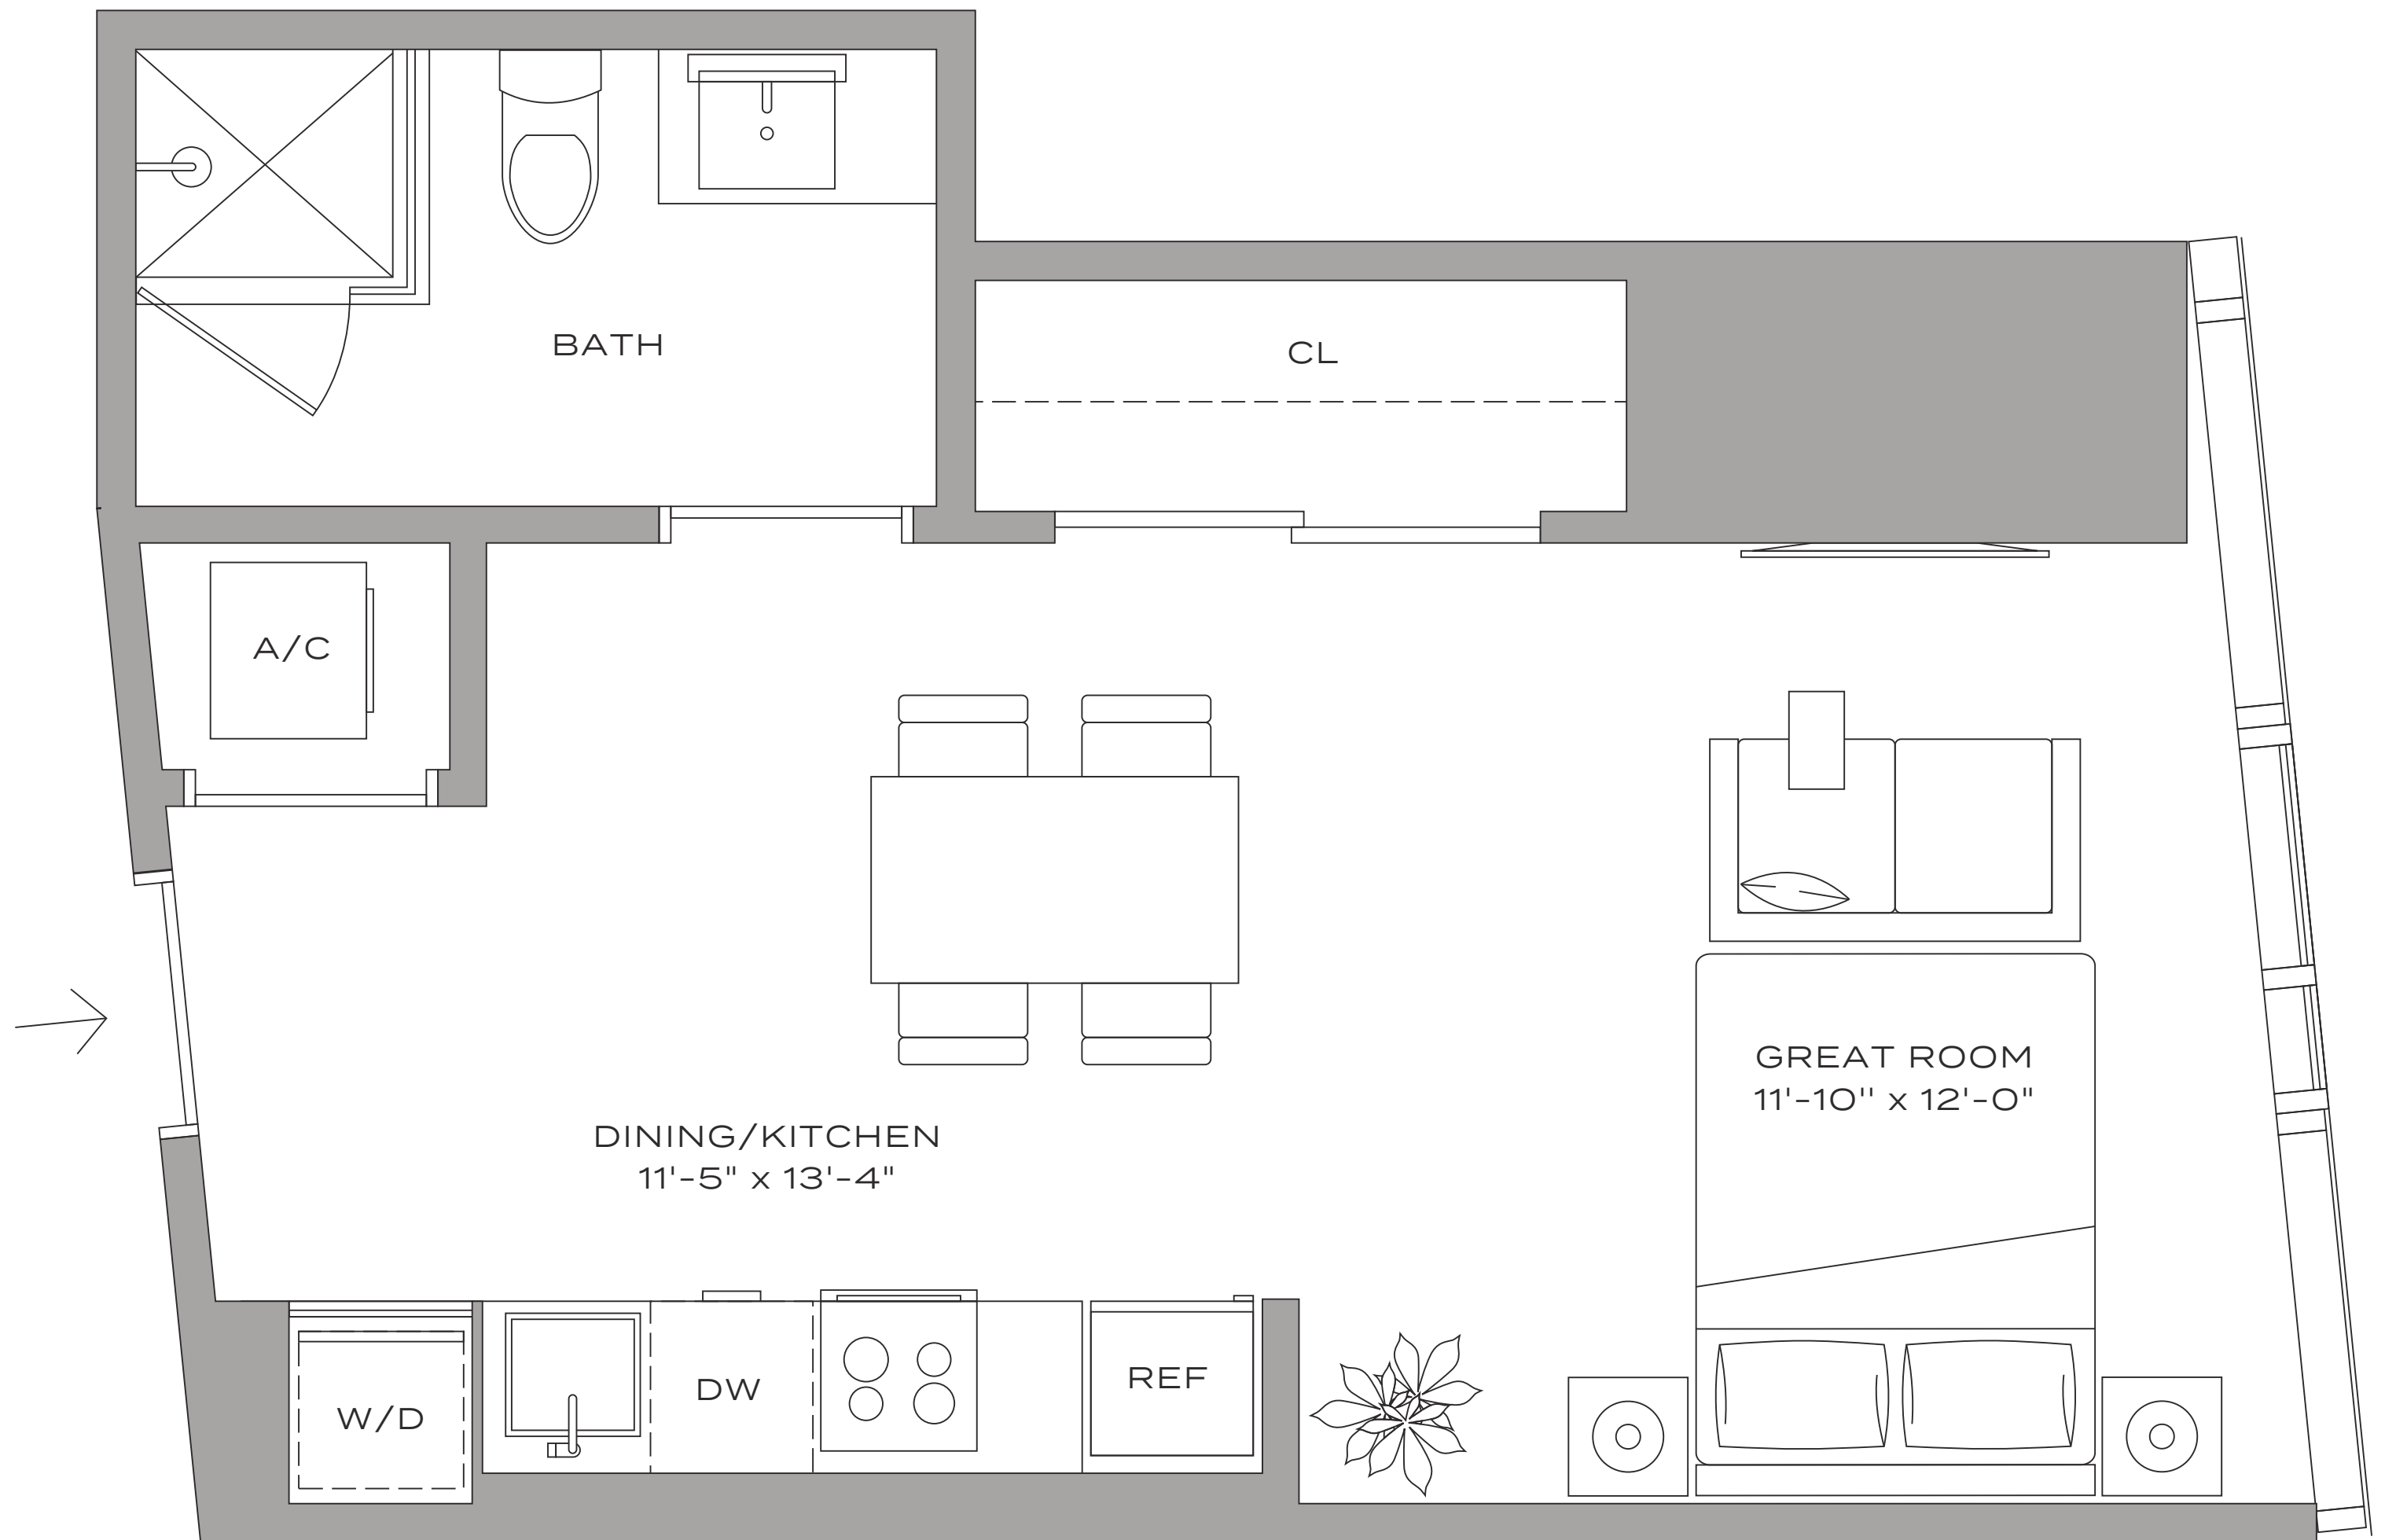 BATH
CL
A/C
GREAT ROOM
11'-10" x 12'-0"
DINING/KITCHEN
11'-5" x 13'-4"
W/D
DW
REF